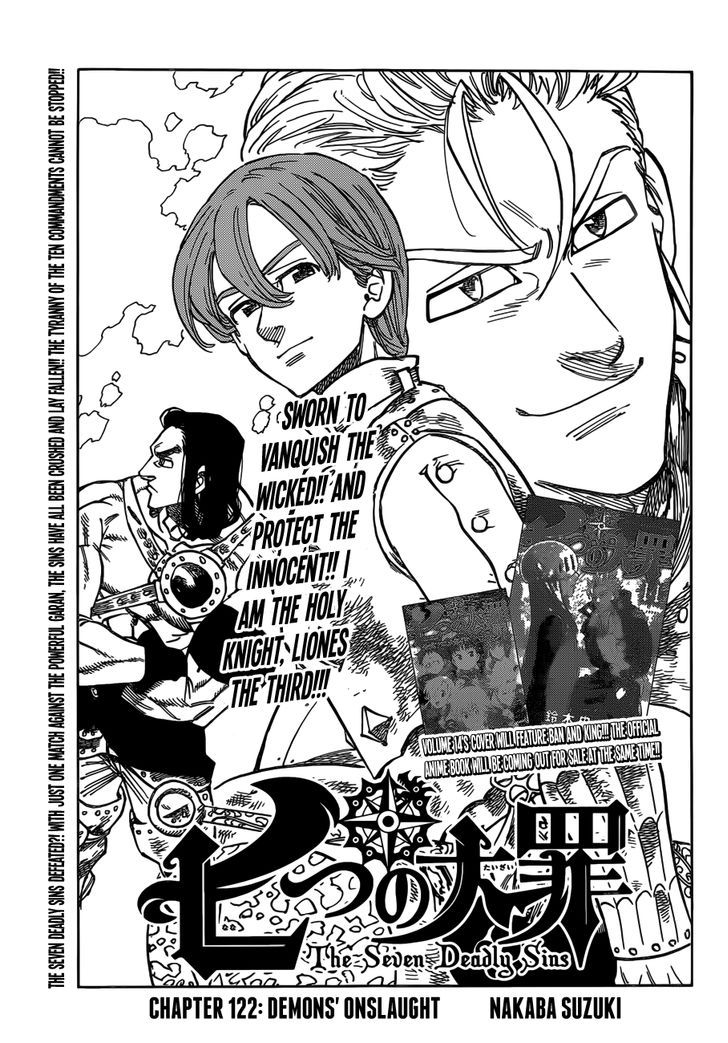 THE SEVEN DEADLY SINS DEFEATED?! WITH JUST ONE MATCH AGAINST THE POWERFUL GARAN, THE SINS HAVE ALL BEEN CRUSHED AND LAY FALLEN!! THE TYRANNY OF THE TEN COMMANDMENTS CANNOT BE STOPPED!!
SWORN TO
VANQUISH THE
WICKED!! AND
PROTECT THE
INNOCENT!! I
AM THE HOLY
KNIGHT, LIONES
THE THIRD!!!
VOLUME 14'S COVER WILL FEATURE BAN AND KING!!! THE OFFICIAL
ANIME BOOK WILL BE COMING OUT FOR SALE AT THE SAME TIME!!
七つの大罪
たいざい
The Seven Deadly Sins
CHAPTER 122: DEMONS' ONSLAUGHT NAKABA SUZUKI